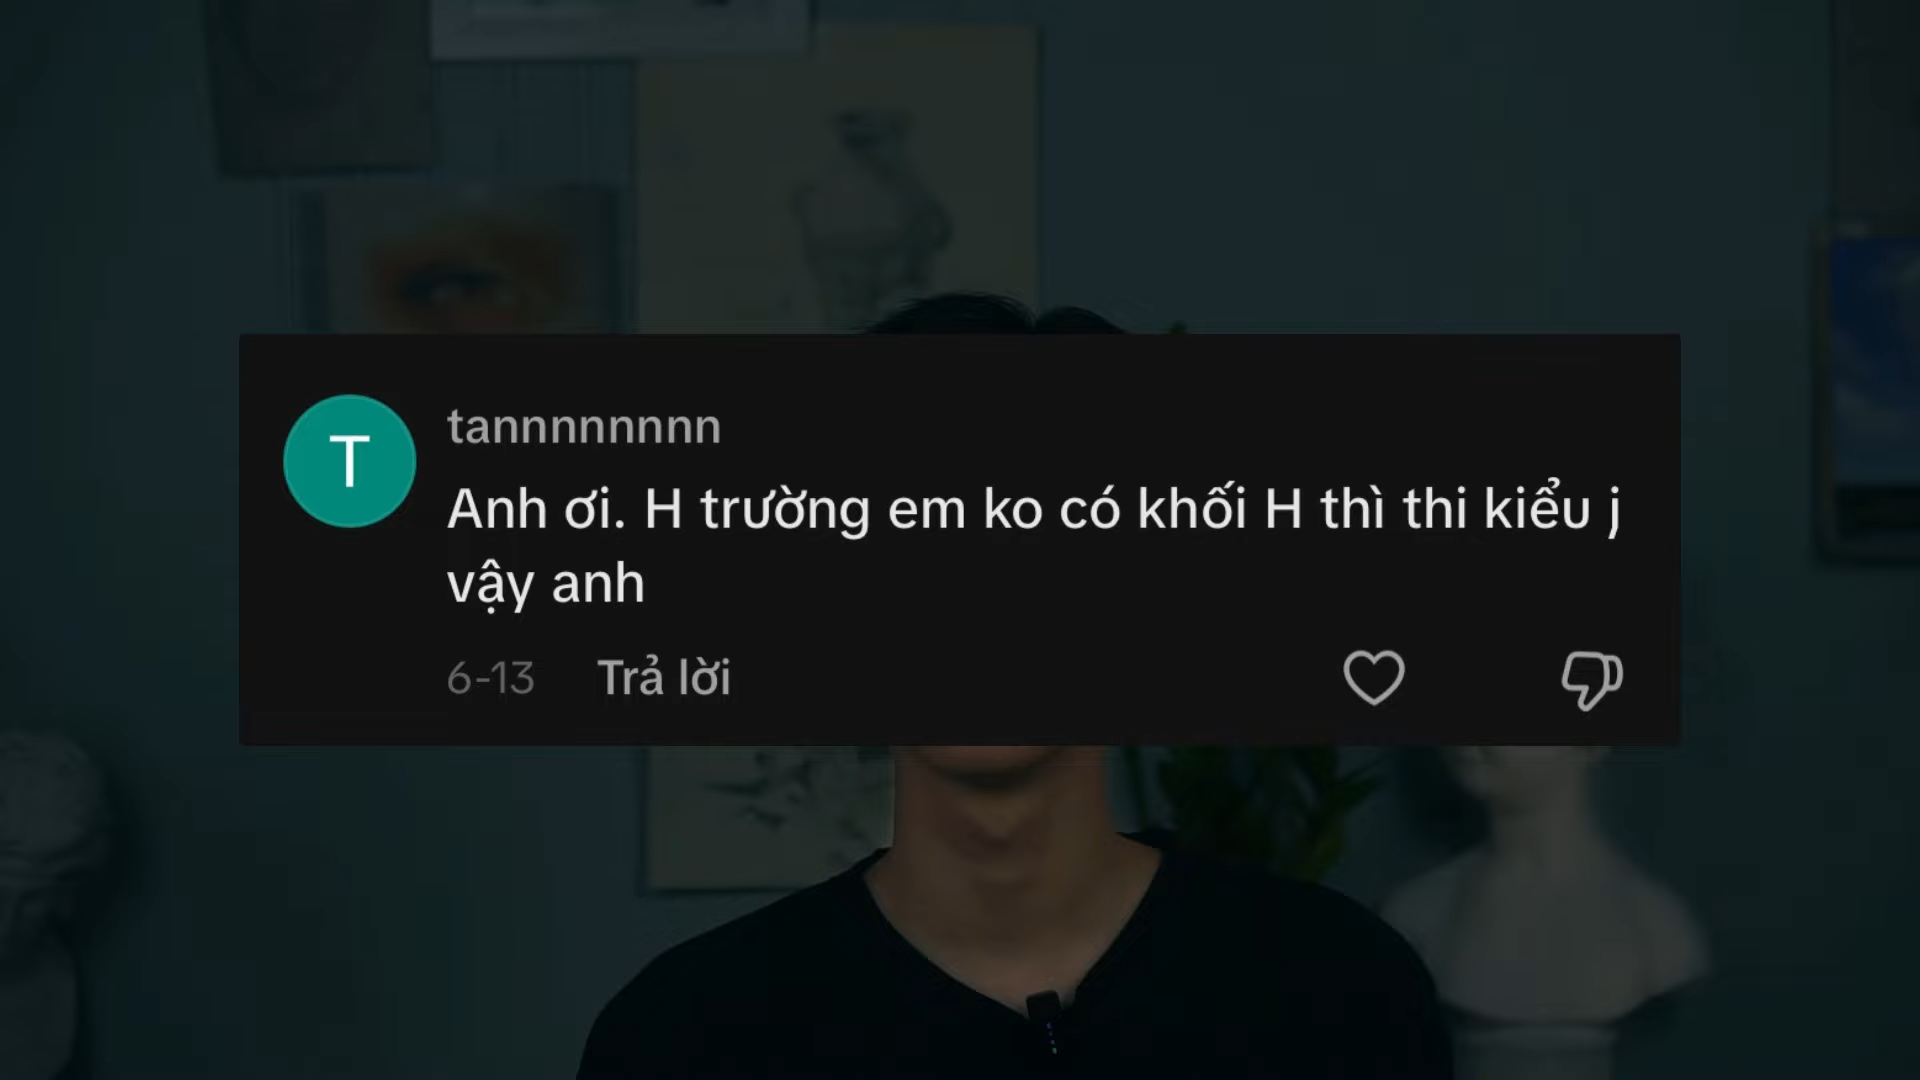 T
tannnnnnnn
Anh ơi. H trường em ko có khối H thì thi kiểu j
vậy anh
6-13 Trả lời